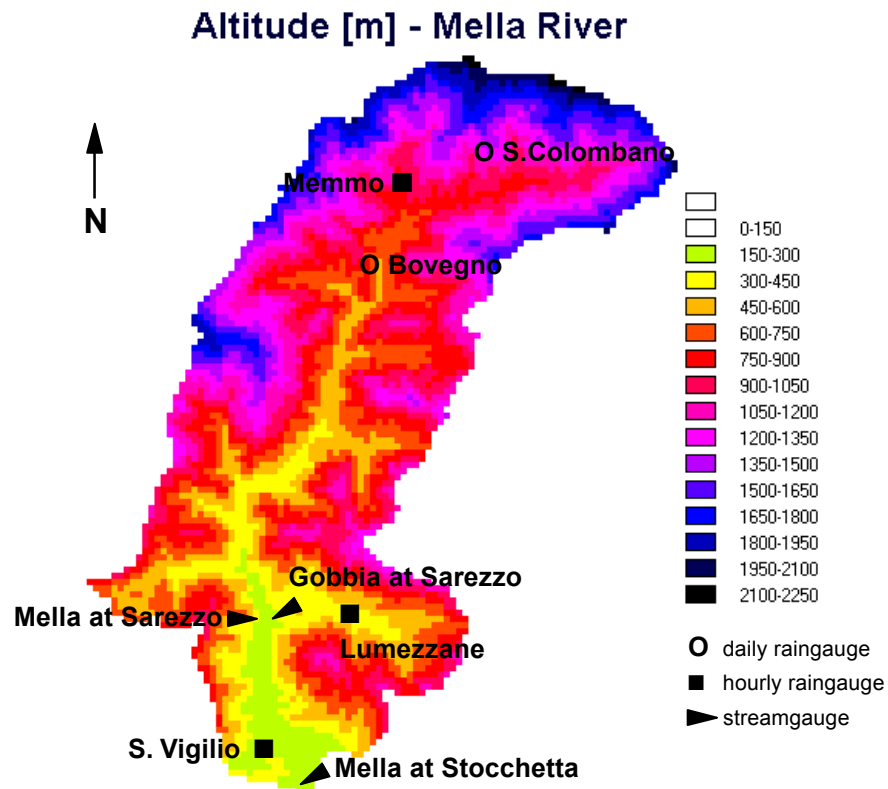 Altitude [m] - Mella River
N
O S.Colombano
Memmo
O Bovegno
0-150
150-300
300-450
450-600
600-750
750-900
900-1050
1050-1200
1200-1350
1350-1500
1500-1650
1650-1800
1800-1950
1950-2100
2100-2250
Gobbia at Sarezzo
Mella at Sarezzo
Lumezzane
S. Vigilio
Mella at Stocchetta
O daily raingauge
hourly raingauge
streamgauge